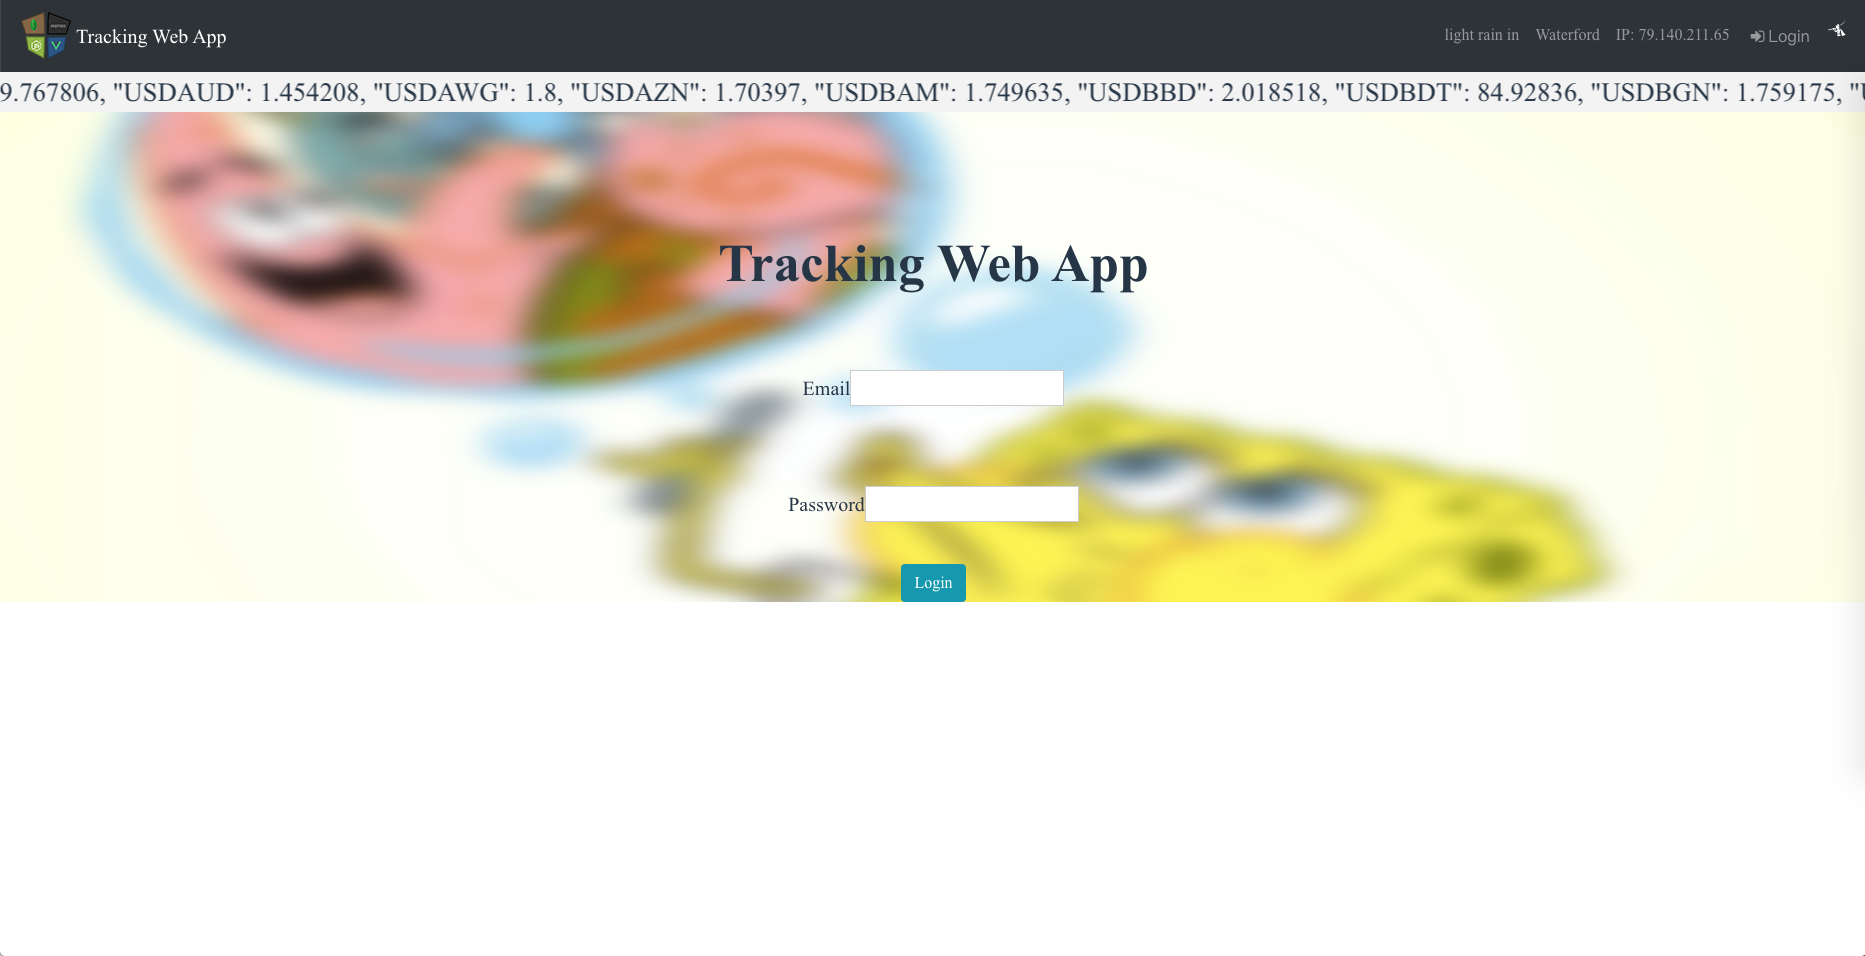 Tracking Web App
light rain in Waterford IP: 79.140.211.65 Login
9.767806, "USDAUD": 1.454208, "USDAWG": 1.8, "USDAZN": 1.70397, "USDBAM": 1.749635, "USDBBD": 2.018518, "USDBDT": 84.92836, "USDBGN": 1.759175, "U
Tracking Web App
Email
Password
Login